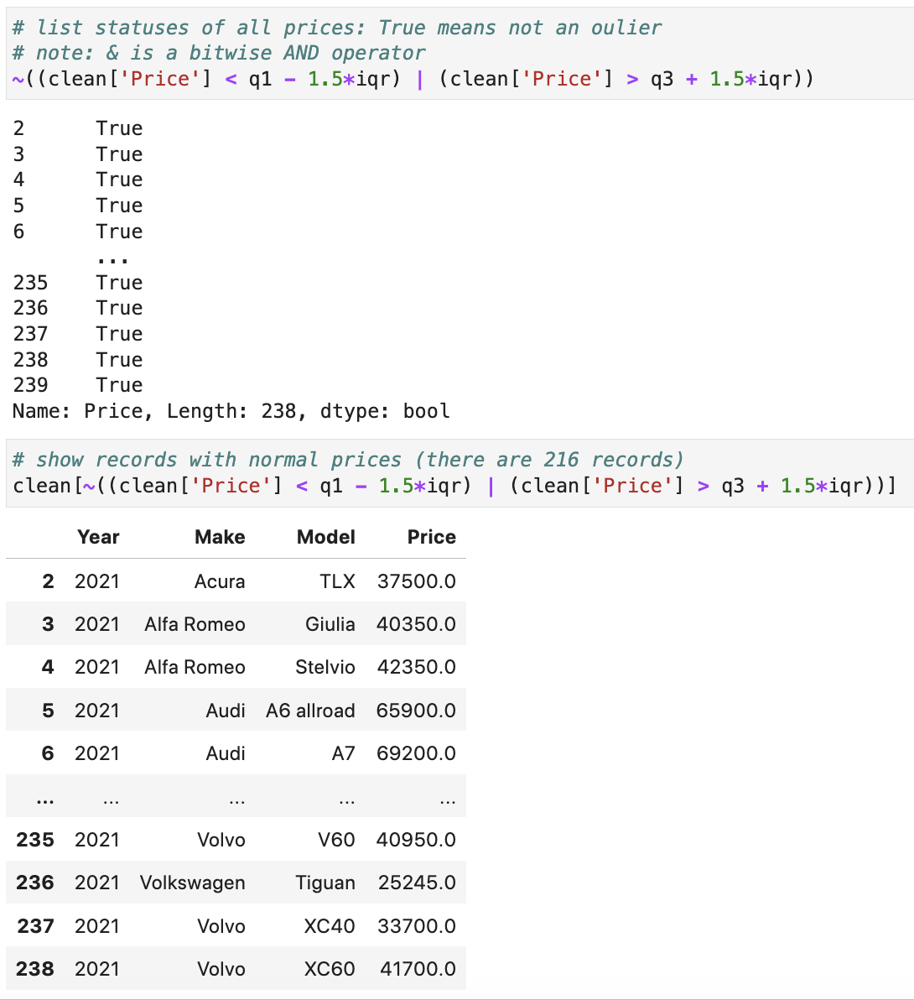 # list statuses of all prices: True means not an oulier
# note: & is a bitwise AND operator
~((clean['Price'] < q1 - 1.5*iqr) | (clean['Price'] > q3 + 1.5*iqr))
2 True
3 True
4 True
5 True
6 True
...
235 True
236 True
237 True
238 True
239 True
Name: Price, Length: 238, dtype: bool
# show records with normal prices (there are 216 records)
clean[~((clean['Price'] < q1 - 1.5*iqr) | (clean['Price'] > q3 + 1.5*iqr))]
Year Make Model Price
2 2021 Acura TLX 37500.0
3 2021 Alfa Romeo Giulia 40350.0
4 2021 Alfa Romeo Stelvio 42350.0
5 2021 Audi A6 allroad 65900.0
6 2021 Audi A7 69200.0
... ... ... ... ...
235 2021 Volvo V60 40950.0
236 2021 Volkswagen Tiguan 25245.0
237 2021 Volvo XC40 33700.0
238 2021 Volvo XC60 41700.0